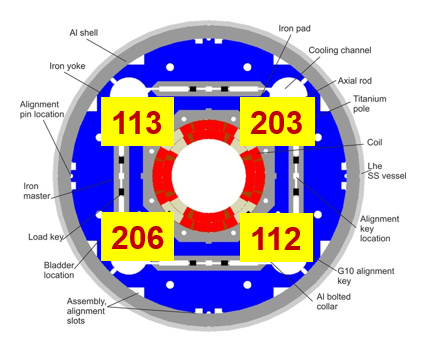 Al shell
Iron pad
Cooling channel
Iron yoke
Axial rod
Alignment
pin location
Titanium
pole
113
203
Coil
Lhe
SS vessel
Iron
master
Alignment
key
location
Load key
206
112
Bladder
location
G10 alignment
key
Assembly,
alignment
slots
Al bolted
collar